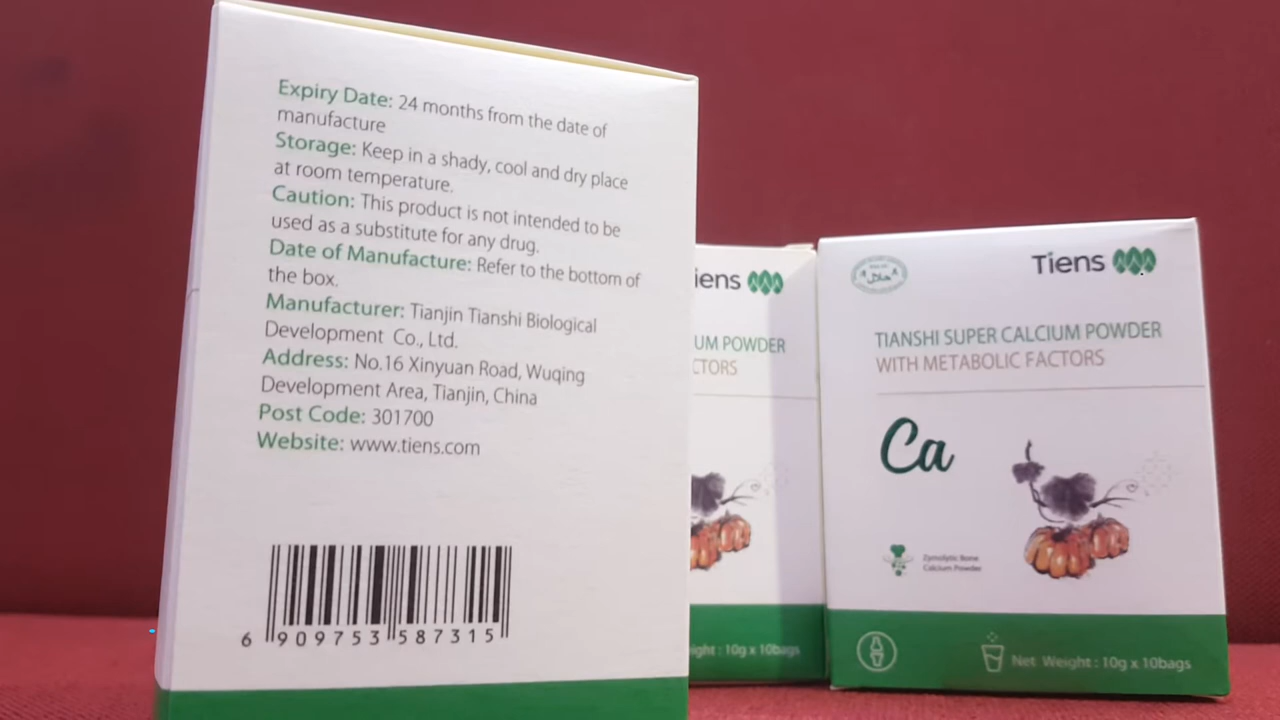 Expiry Date: 24 months from the date of
manufacture
Storage: Keep in a shady, cool and dry place
at room temperature.
Caution: This product is not intended to be
used as a substitute for any drug.
Date of Manufacture: Refer to the bottom of
the box.
Manufacturer: Tianjin Tianshi Biological
Development Co., Ltd.
Address: No.16 Xinyuan Road, Wuqing
Development Area, Tianjin, China
Post Code: 301700
Website: www.tiens.com
6 909753 587315
iens
UM POWDER
CTORS
ight : 10g x 10bags
حلال
Tiens
TIANSHI SUPER CALCIUM POWDER
WITH METABOLIC FACTORS
Ca
Zymolytic Bone
Calcium Powder
Net Weight : 10g x 10bags